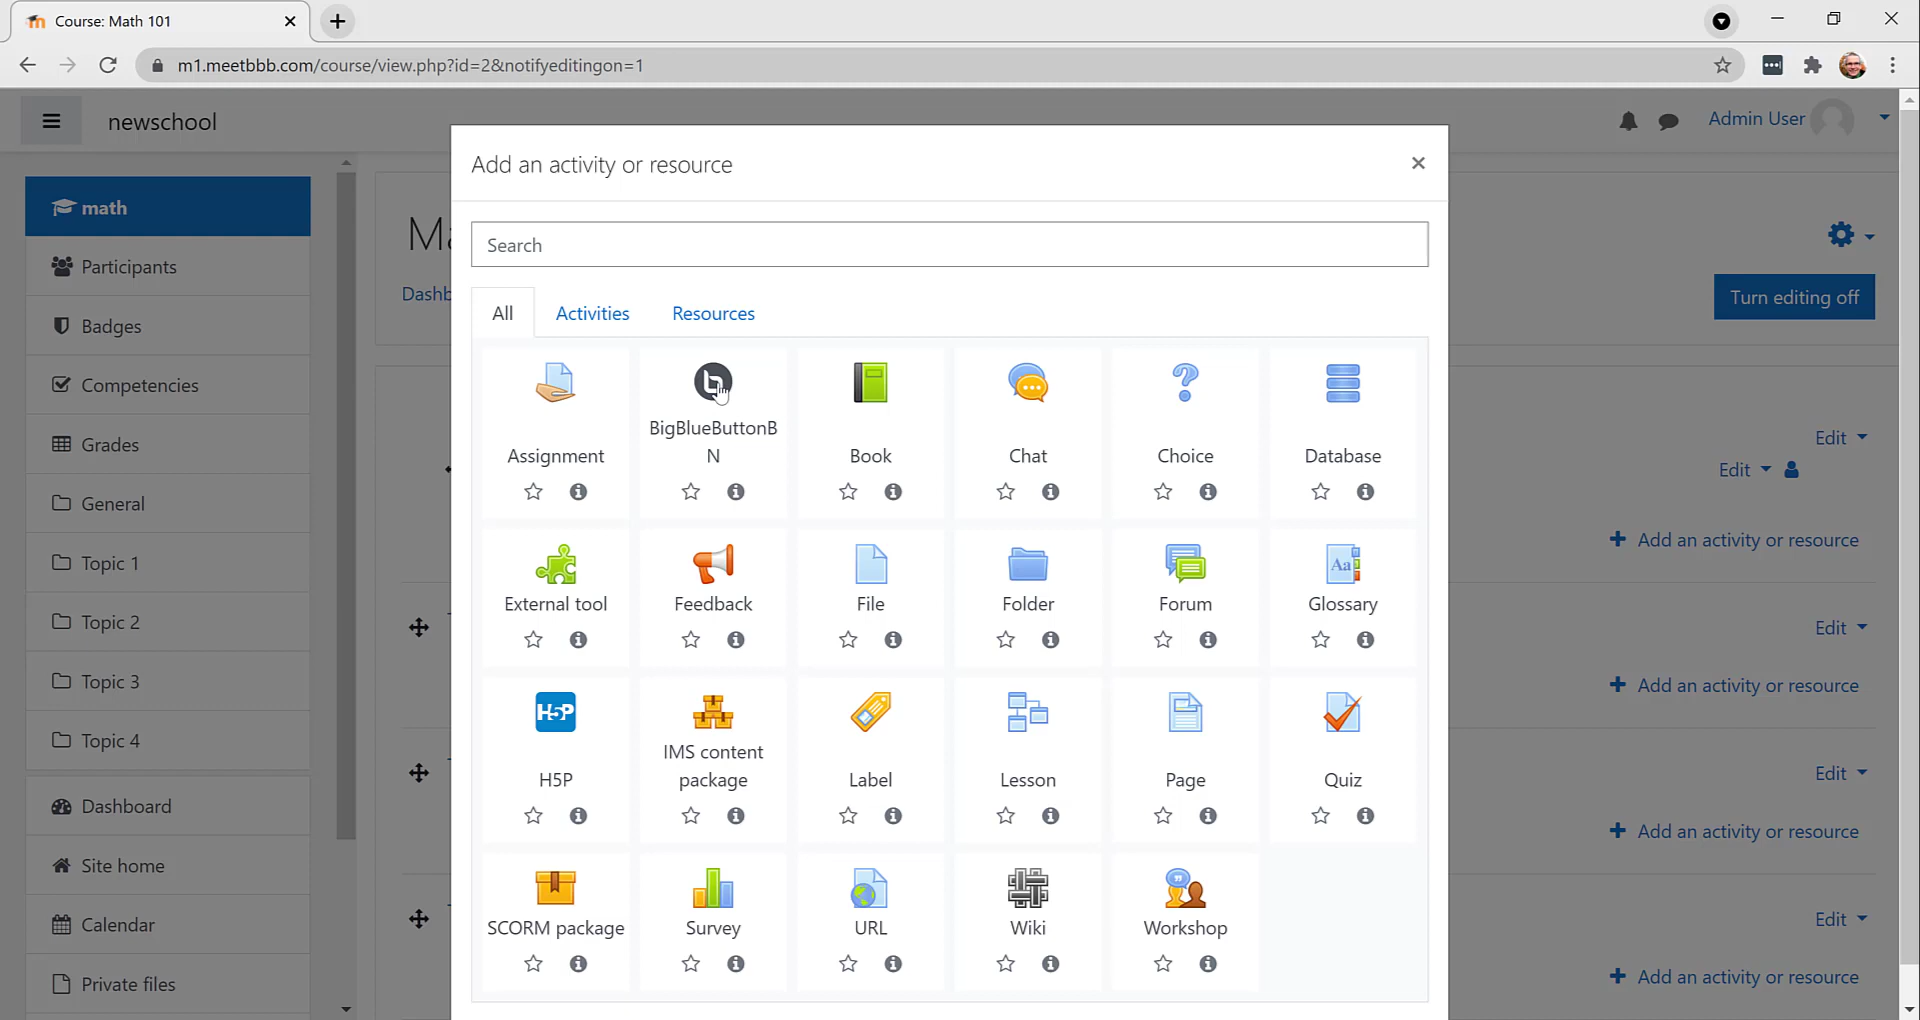 Course: Math 101
m1.meetbbb.com/course/view.php?id=2&notifyeditingon=1
newschool
Admin User
math
Participants
Badges
Competencies
Grades
General
Topic 1
Topic 2
Topic 3
Topic 4
Dashboard
Site home
Calendar
Private files
Add an activity or resource
Search
All Activities Resources
Assignment
BigBlueButtonB
N
Book
Chat
Choice
Database
External tool
Feedback
File
Folder
Forum
Glossary
H5P
H5P
IMS content
package
Label
Lesson
Page
Quiz
SCORM package
Survey
URL
Wiki
Workshop
Turn editing off
Edit
Edit
Add an activity or resource
Edit
Add an activity or resource
Edit
Add an activity or resource
Edit
Add an activity or resource